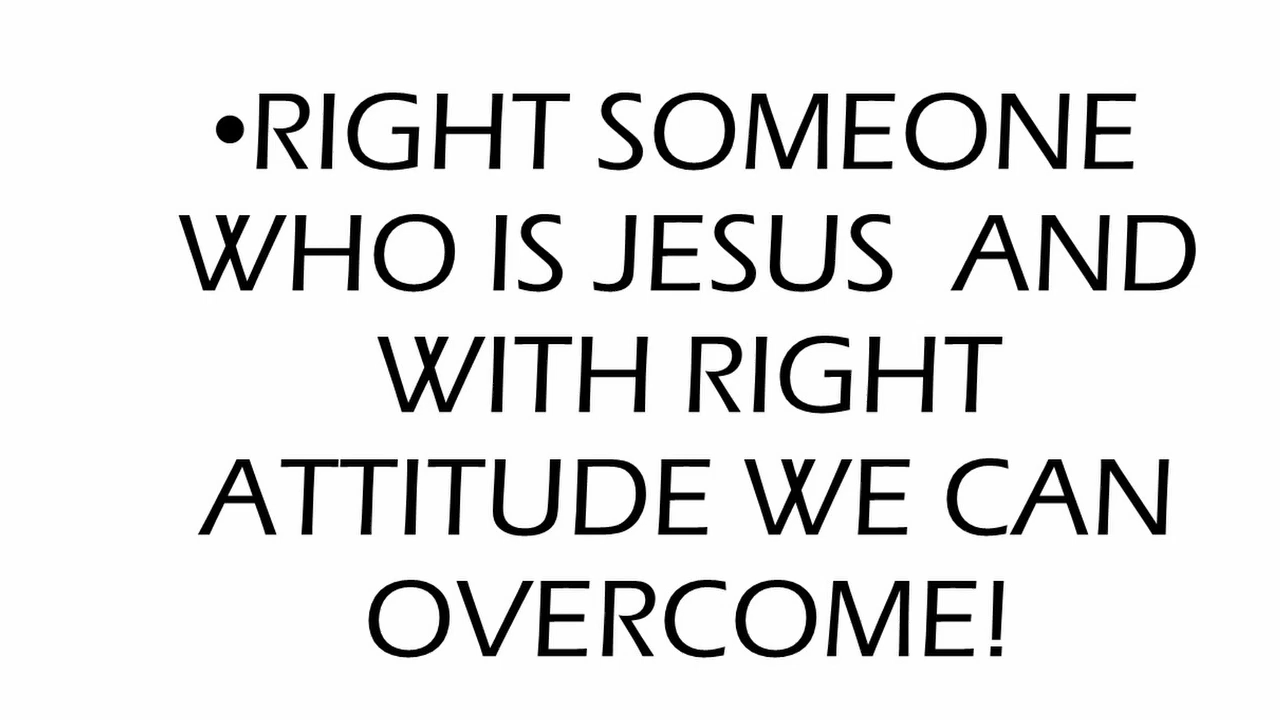 •RIGHT SOMEONE
WHO IS JESUS  AND
WITH RIGHT
ATTITUDE WE CAN
OVERCOME!